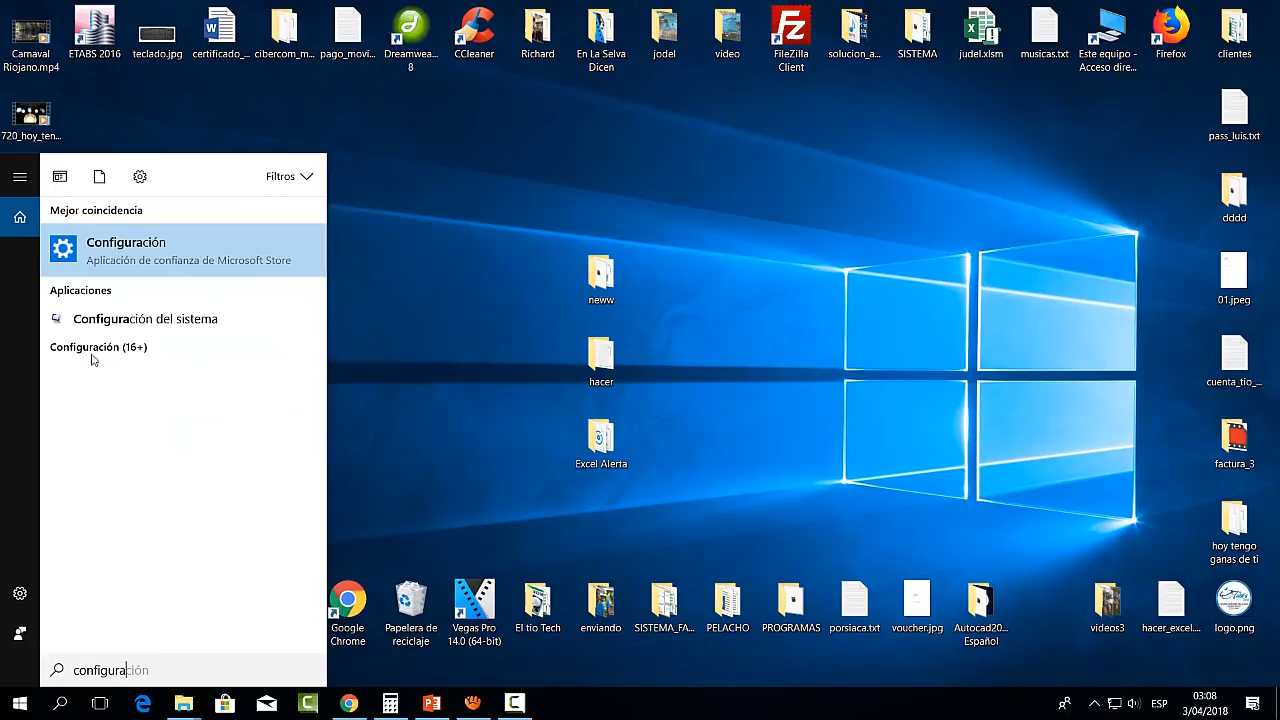 Carnaval
Riojano.mp4
ETABS 2016
teclado.jpg
certificado_...
cibercom_m...
pago_movi...
Dreamwea...
8
CCleaner
Richard
En La Selva
Dicen
jodel
video
FileZilla
Client
solucion_a...
SISTEMA
judel.xlsm
musicas.txt
Este equipo -
Acceso dire...
Firefox
clientes
720_hoy_ten...
pass_luis.txt
dddd
01.jpeg
cuenta_tio_...
factura_3
hoy tengo
ganas de ti
Filtros
Mejor coincidencia
Configuración
Aplicación de confianza de Microsoft Store
Aplicaciones
Configuración del sistema
Configuración (16+)
neww
hacer
Excel Alerta
Google
Chrome
Papelera de
reciclaje
Vegas Pro
14.0 (64-bit)
El tio Tech
enviando
SISTEMA_FA...
PELACHO
PROGRAMAS
porsiaca.txt
voucher.jpg
Autocad20...
Español
videos3
hacer_excel....
logo.png
configuración
ESP
03:08
3/04/2018